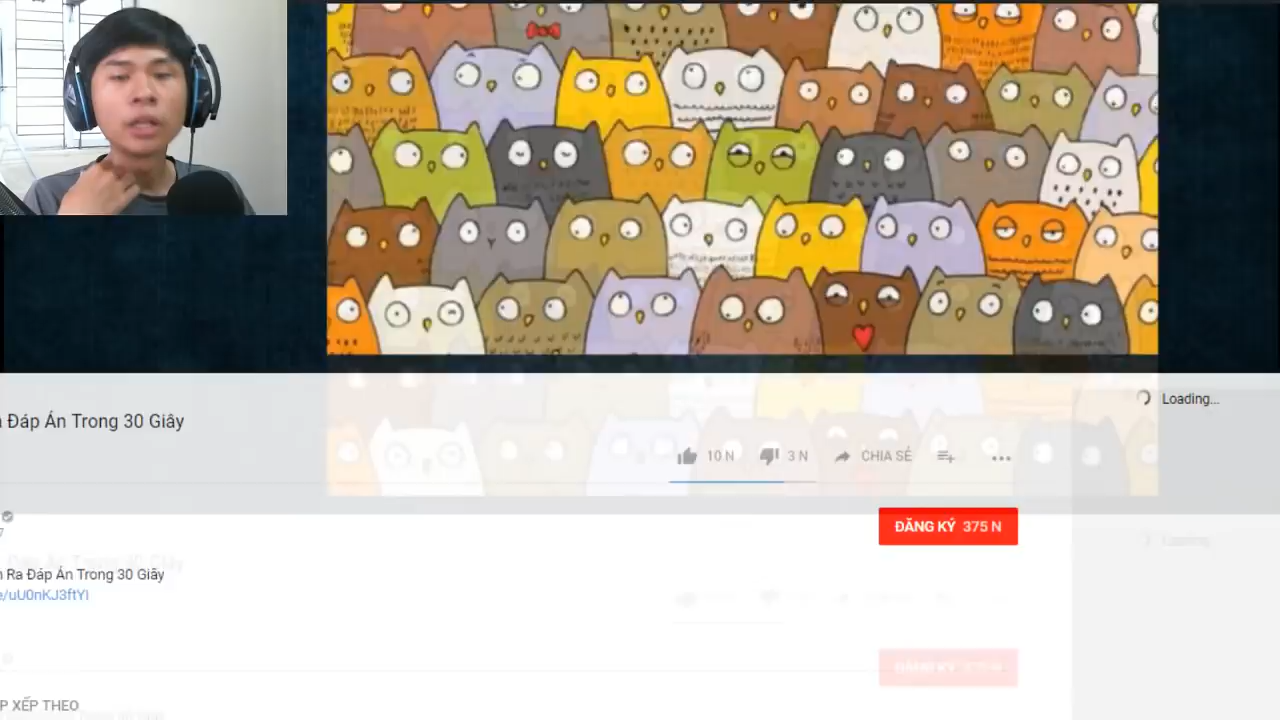 Đáp Án Trong 30 Giây
Loading...
10 N
3 N
CHIA SẺ
ĐĂNG KÝ 375 N
7
Ra Đáp Án Trong 30 Giây
/uU0nKJ3ftYI
P XẾP THEO